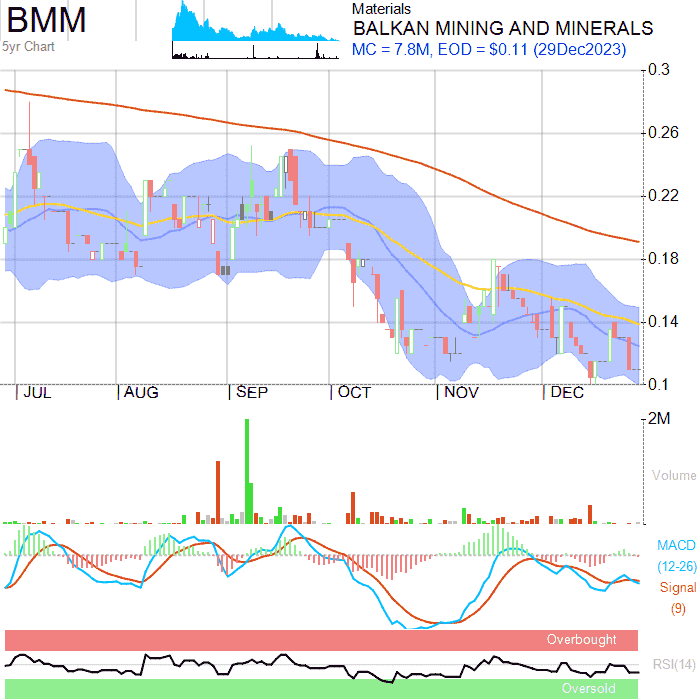 BMM
5yr Chart
Materials
BALKAN MINING AND MINERALS
MC = 7.8M, EOD = $0.11 (29Dec2023)
0.3
0.26
0.22
0.18
0.14
0.1
JUL AUG SEP OCT NOV DEC
2M
Volume
MACD
(12-26)
Signal
(9)
Overbought
RSI(14)
Oversold